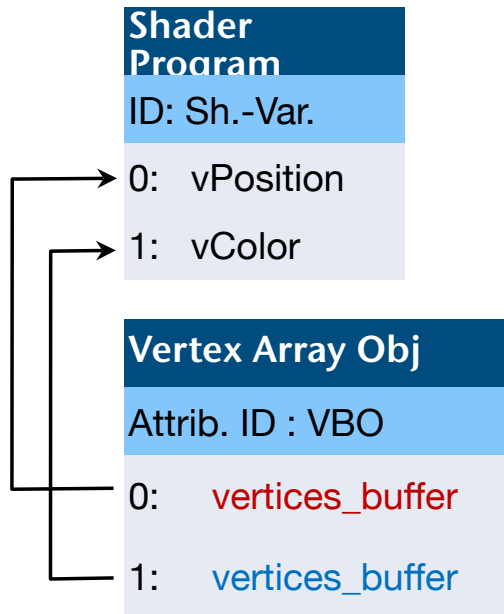 Shader
Program
ID: Sh.-Var.
0: vPosition
1: vColor
Vertex Array Obj
Attrib. ID : VBO
0: vertices_buffer
1: vertices_buffer